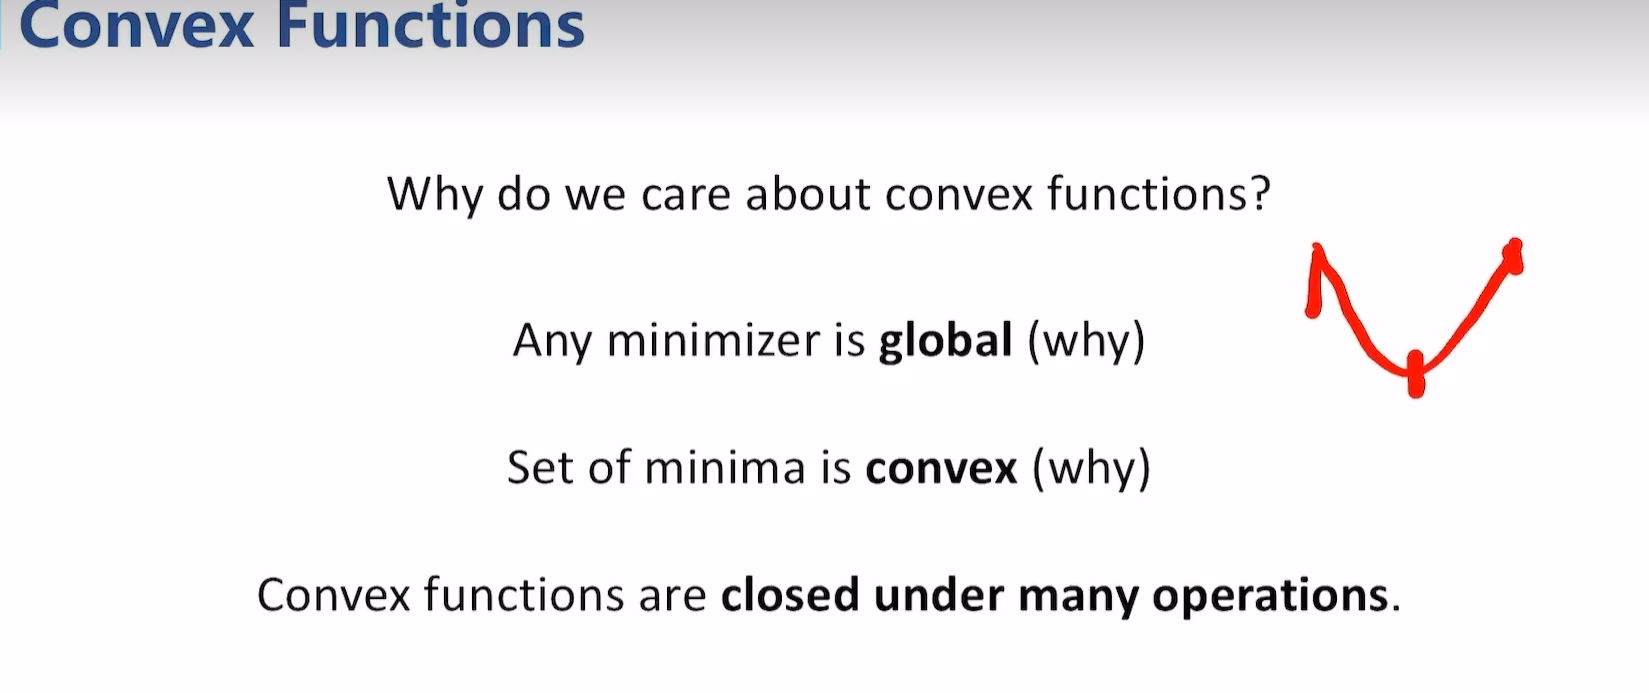 Convex Functions
Why do we care about convex functions?
Any minimizer is global (why)
Set of minima is convex (why)
Convex functions are closed under many operations.